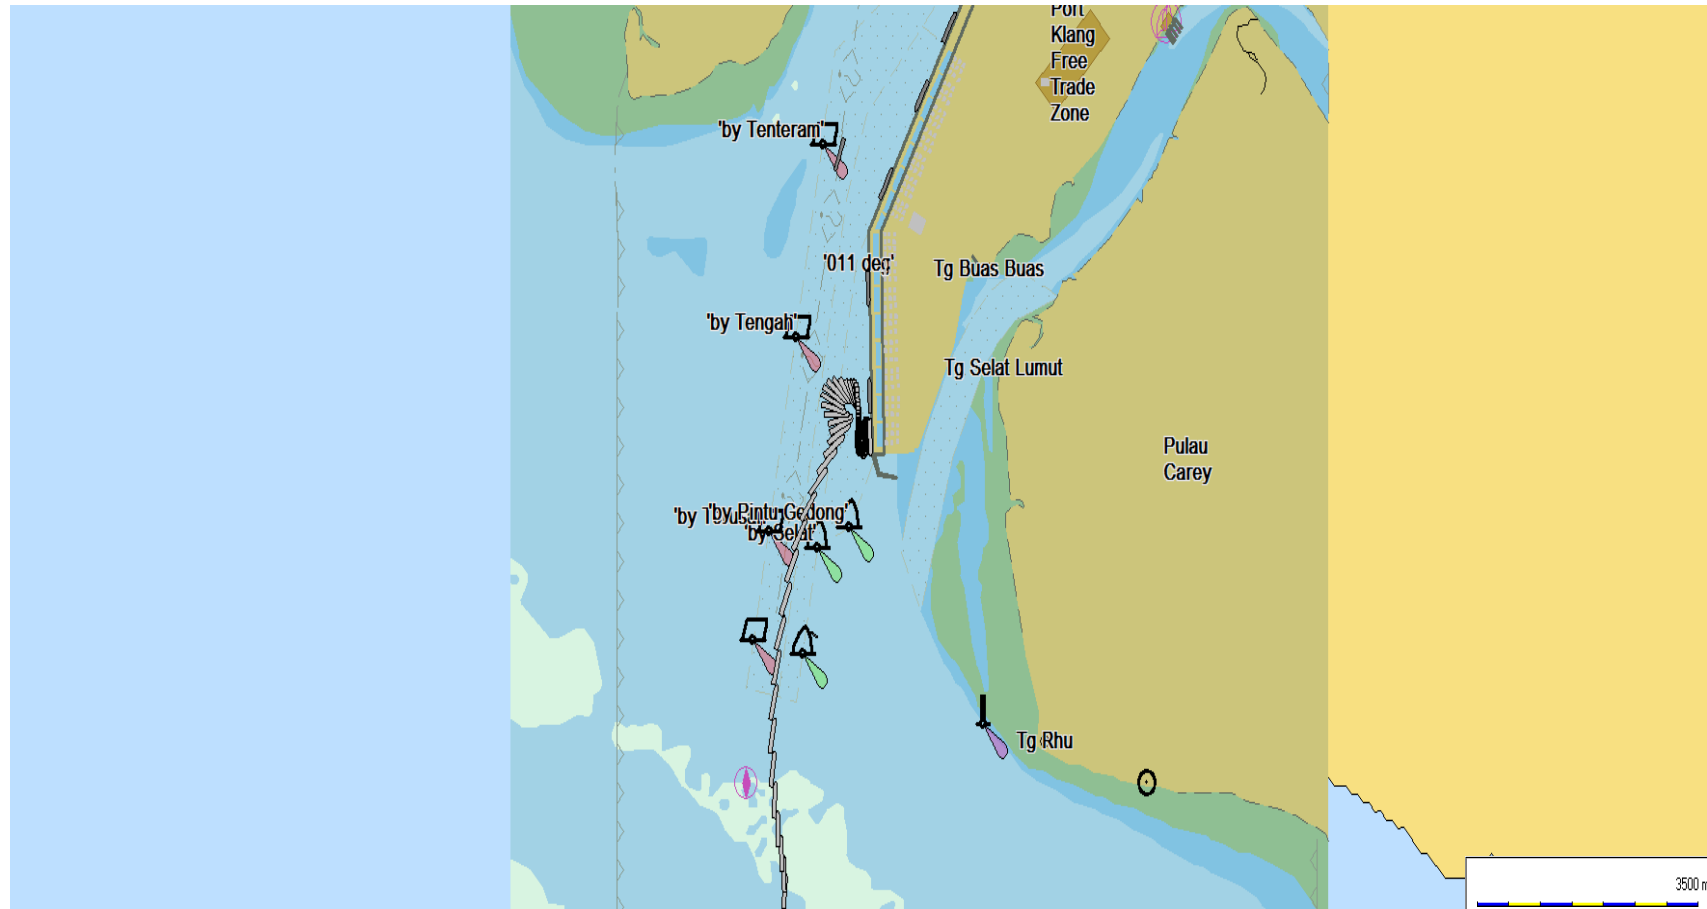 Port
Klang
Free
Trade
Zone
'by Tenteram'
'011 deg'
Tg Buas Buas
'by Tengah'
Tg Selat Lumut
Pulau
Carey
'by Pintu Gedong'
'by Selat'
Tg Rhu
3500 m